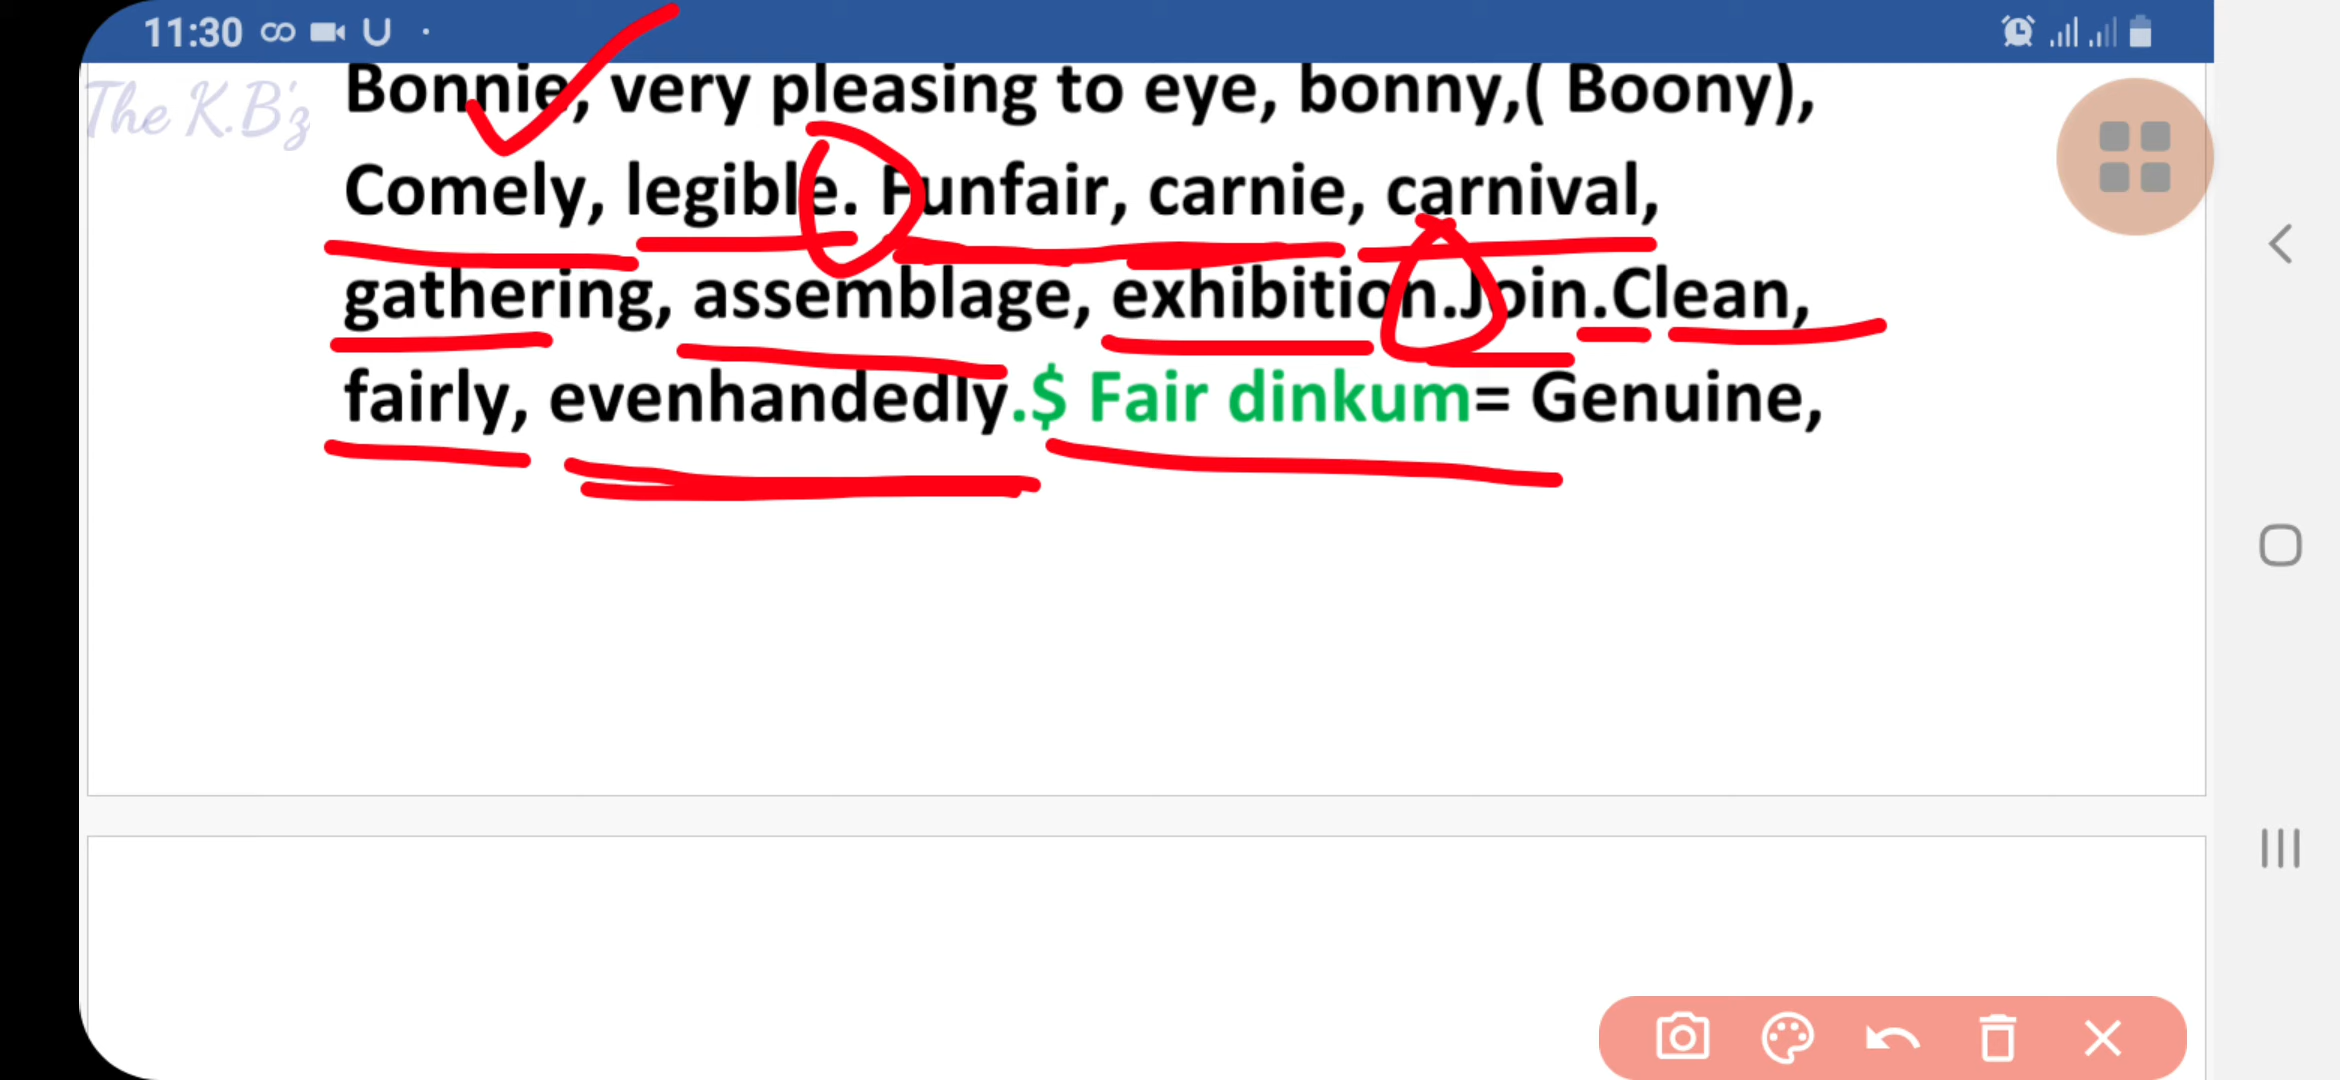 11:30
The K.B'z
Bonnie, very pleasing to eye, bonny,( Boony),
Comely, legible. Funfair, carnie, carnival,
gathering, assemblage, exhibition.Join.Clean,
fairly, evenhandedly.$ Fair dinkum= Genuine,